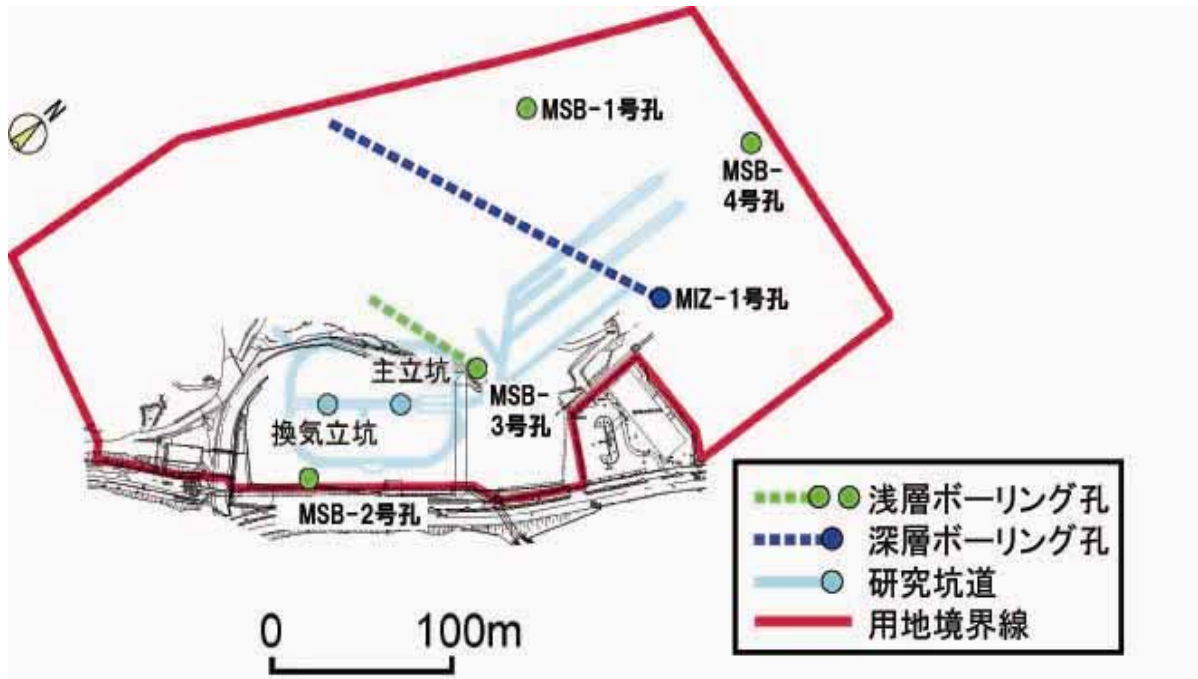 N
MSB-1号孔
MSB-
4号孔
MIZ-1号孔
主立坑
MSB-
3号孔
換気立坑
MSB-2号孔
浅層ボーリング孔
深層ボーリング孔
研究坑道
用地境界線
0 100m